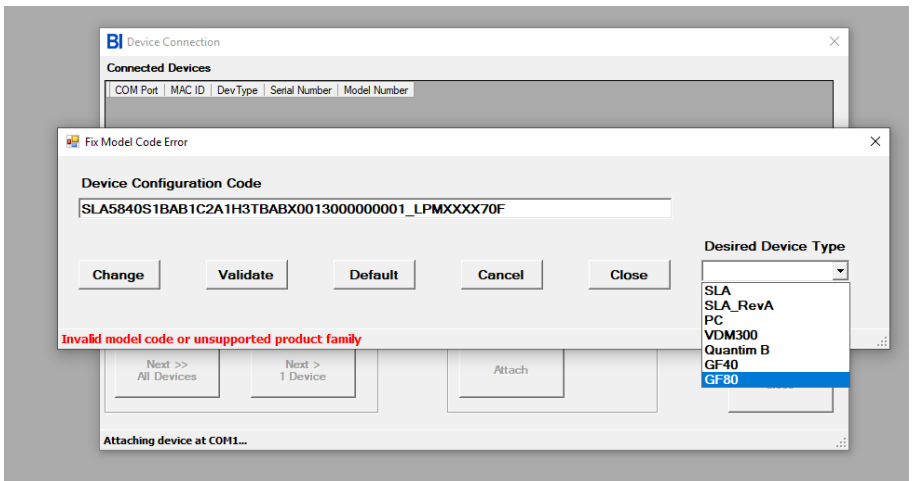 BI Device Connection
Connected Devices
COM Port MAC ID DevType Serial Number Model Number
Fix Model Code Error
Device Configuration Code
SLA5840S1BAB1C2A1H3TBABX0013000000001_LPMXXXX70F
Desired Device Type
Change Validate Default Cancel Close
SLA
SLA_RevA
PC
VDM300
Quantim B
GF40
GF80
Invalid model code or unsupported product family
Next >>
All Devices
Next >
1 Device
Attach
Attaching device at COM1...